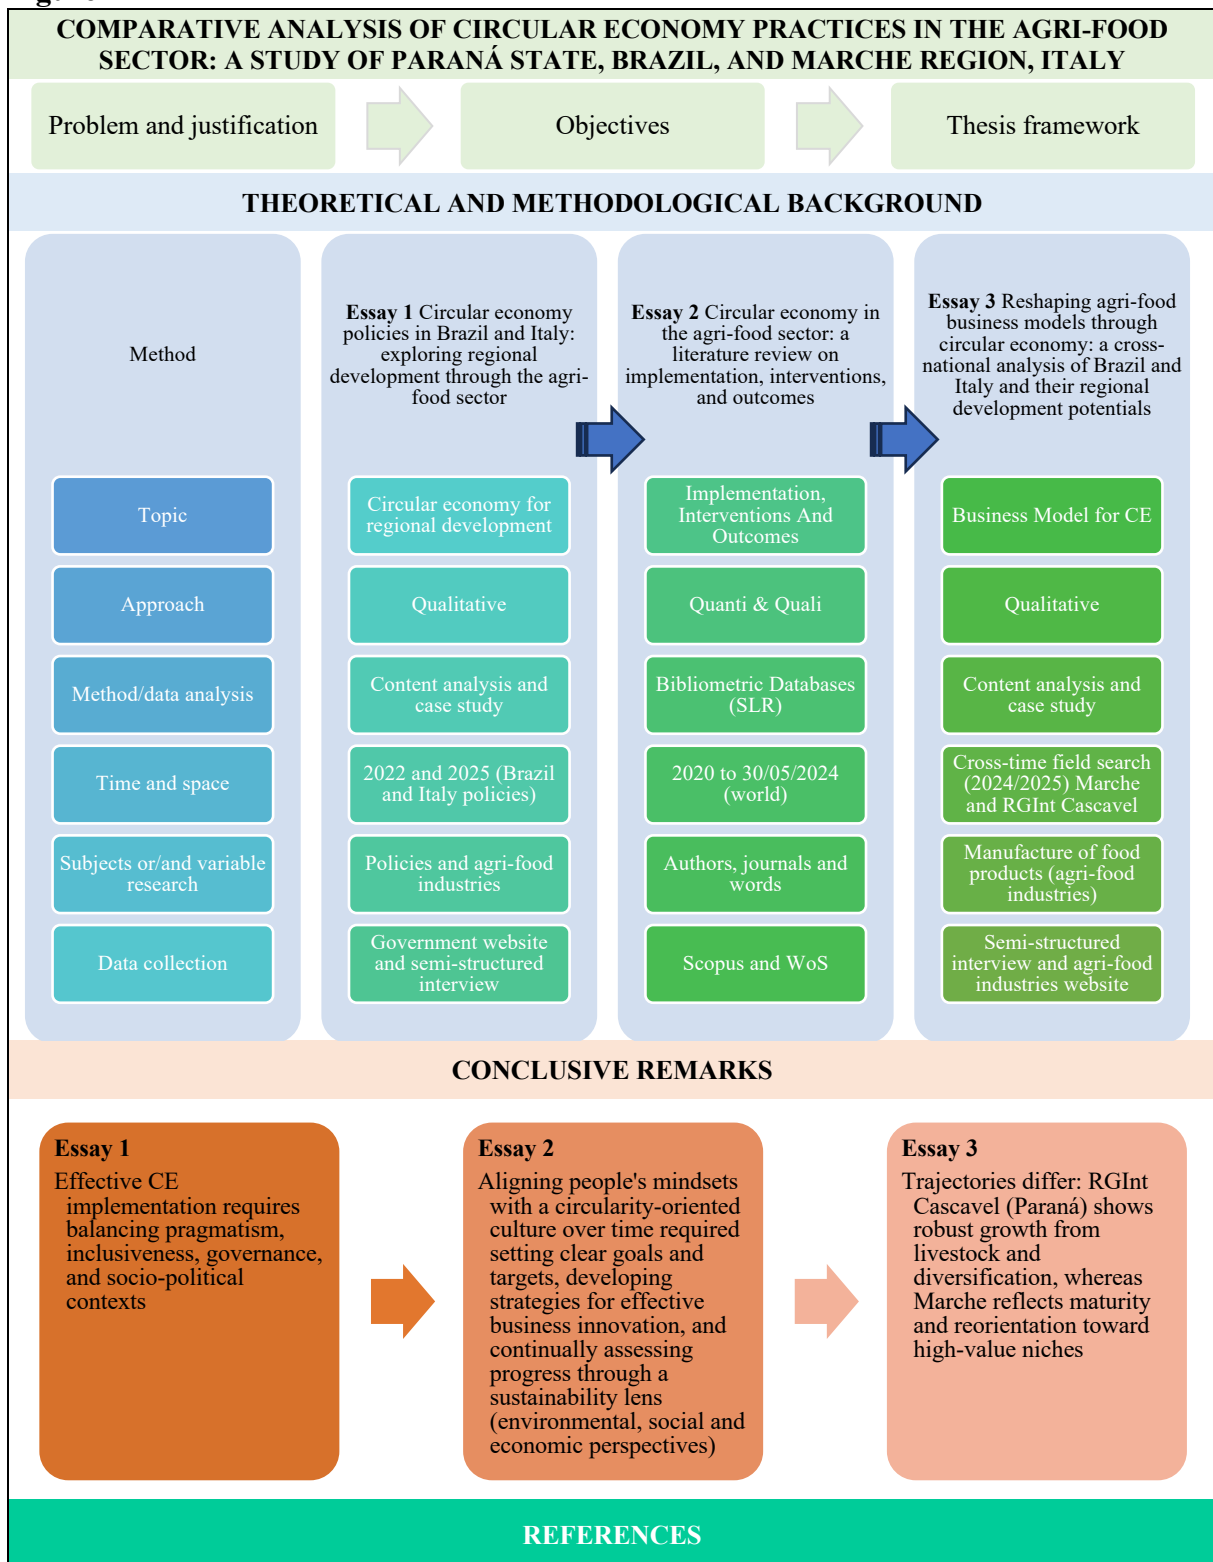 COMPARATIVE ANALYSIS OF CIRCULAR ECONOMY PRACTICES IN THE AGRI-FOOD
SECTOR: A STUDY OF PARANÁ STATE, BRAZIL, AND MARCHE REGION, ITALY
Problem and justification
Objectives
Thesis framework
THEORETICAL AND METHODOLOGICAL BACKGROUND
Method
Topic
Approach
Method/data analysis
Time and space
Subjects or/and variable
research
Data collection
Essay 1 Circular economy
policies in Brazil and Italy:
exploring regional
development through the agri-
food sector
Circular economy for
regional development
Qualitative
Content analysis and
case study
2022 and 2025 (Brazil
and Italy policies)
Policies and agri-food
industries
Government website
and semi-structured
interview
Essay 2 Circular economy in
the agri-food sector: a
literature review on
implementation, interventions,
and outcomes
Implementation,
Interventions And
Outcomes
Quanti & Quali
Bibliometric Databases
(SLR)
2020 to 30/05/2024
(world)
Authors, journals and
words
Scopus and WoS
Essay 3 Reshaping agri-food
business models through
circular economy: a cross-
national analysis of Brazil and
Italy and their regional
development potentials
Business Model for CE
Qualitative
Content analysis and
case study
Cross-time field search
(2024/2025) Marche
and RGInt Cascavel
Manufacture of food
products (agri-food
industries)
Semi-structured
interview and agri-food
industries website
CONCLUSIVE REMARKS
Essay 1
Effective CE
implementation requires
balancing pragmatism,
inclusiveness, governance,
and socio-political
contexts
Essay 2
Aligning people's mindsets
with a circularity-oriented
culture over time required
setting clear goals and
targets, developing
strategies for effective
business innovation, and
continually assessing
progress through a
sustainability lens
(environmental, social and
economic perspectives)
Essay 3
Trajectories differ: RGInt
Cascavel (Paraná) shows
robust growth from
livestock and
diversification, whereas
Marche reflects maturity
and reorientation toward
high-value niches
REFERENCES